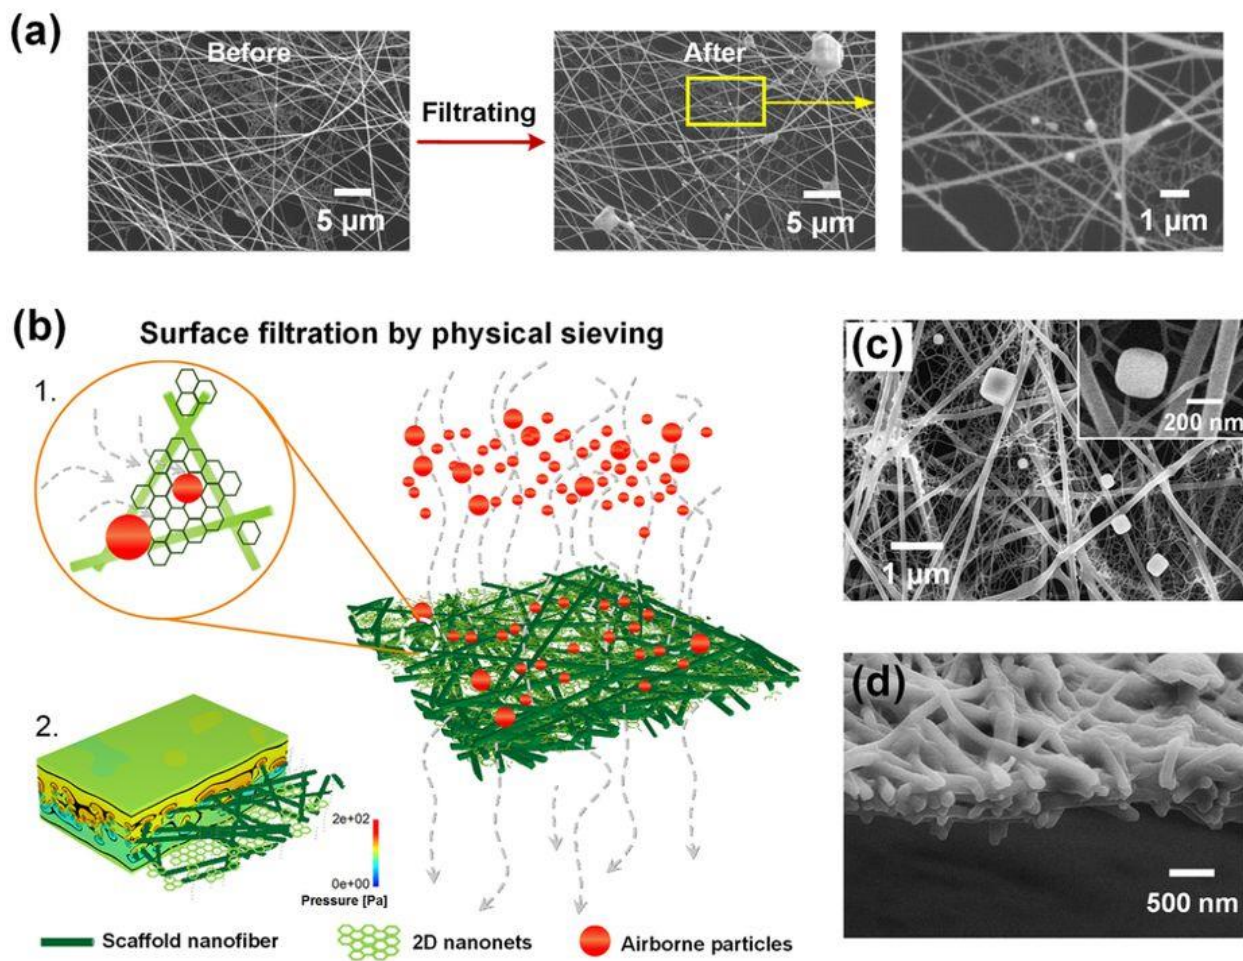 (a)
Before
5 µm
Filtrating
After
5 µm
1 µm
(b)
Surface filtration by physical sieving
1.
2.
2e+02
0e+00
Pressure [Pa]
Scaffold nanofiber
2D nanonets
Airborne particles
(c)
200 nm
1 µm
(d)
500 nm